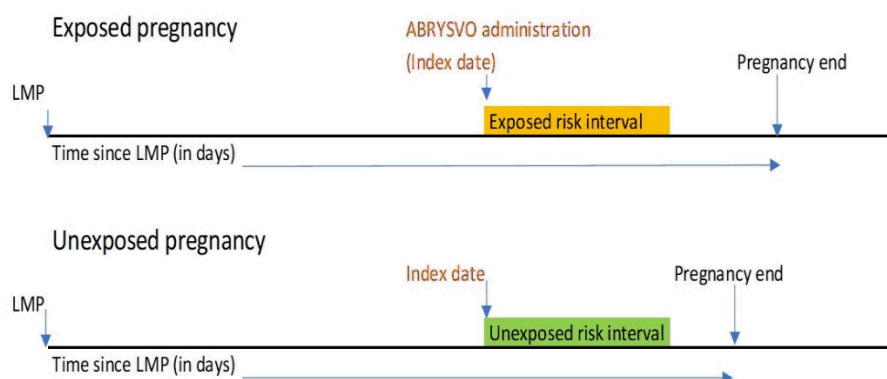 Exposed pregnancy
ABRYSVO administration
(Index date)
Pregnancy end
LMP
Exposed risk interval
Time since LMP (in days)
Unexposed pregnancy
Index date
Pregnancy end
LMP
Unexposed risk interval
Time since LMP (in days)